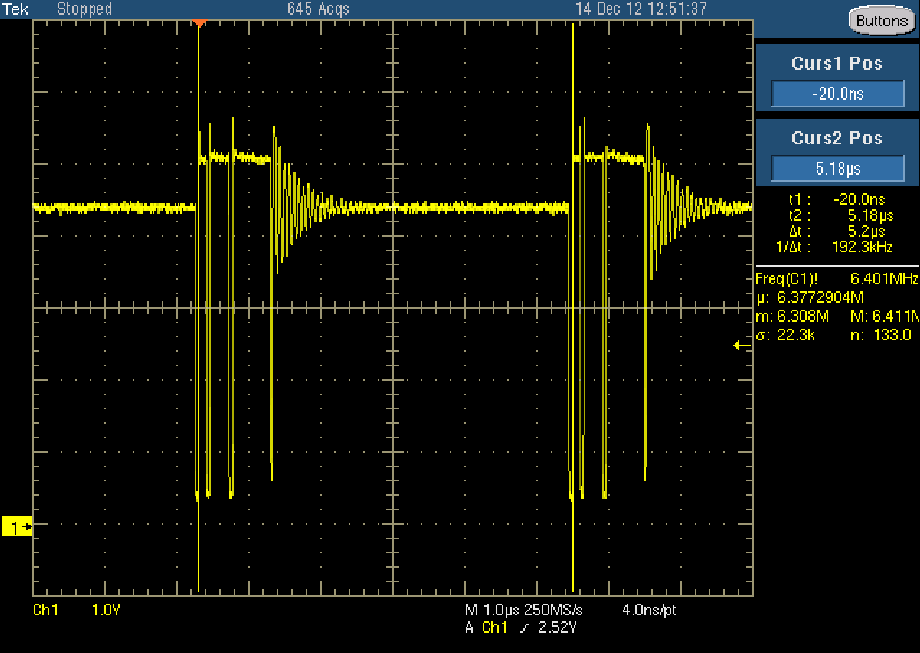 Tek Stopped 645 Acqs 14 Dec 12 12:51:37
Buttons
Curs1 Pos
-20.0ns
Curs2 Pos
5.18µs
t1 : -20.0ns
t2 : 5.18µs
Δt : 5.2µs
1/Δt : 192.3kHz
Freq(C1)! 6.401MHz
µ: 6.3772904M
m: 6.308M M: 6.411M
σ: 22.3k n: 133.0
1
Ch1 1.0V M 1.0µs 250MS/s 4.0ns/pt
A Ch1 2.52V